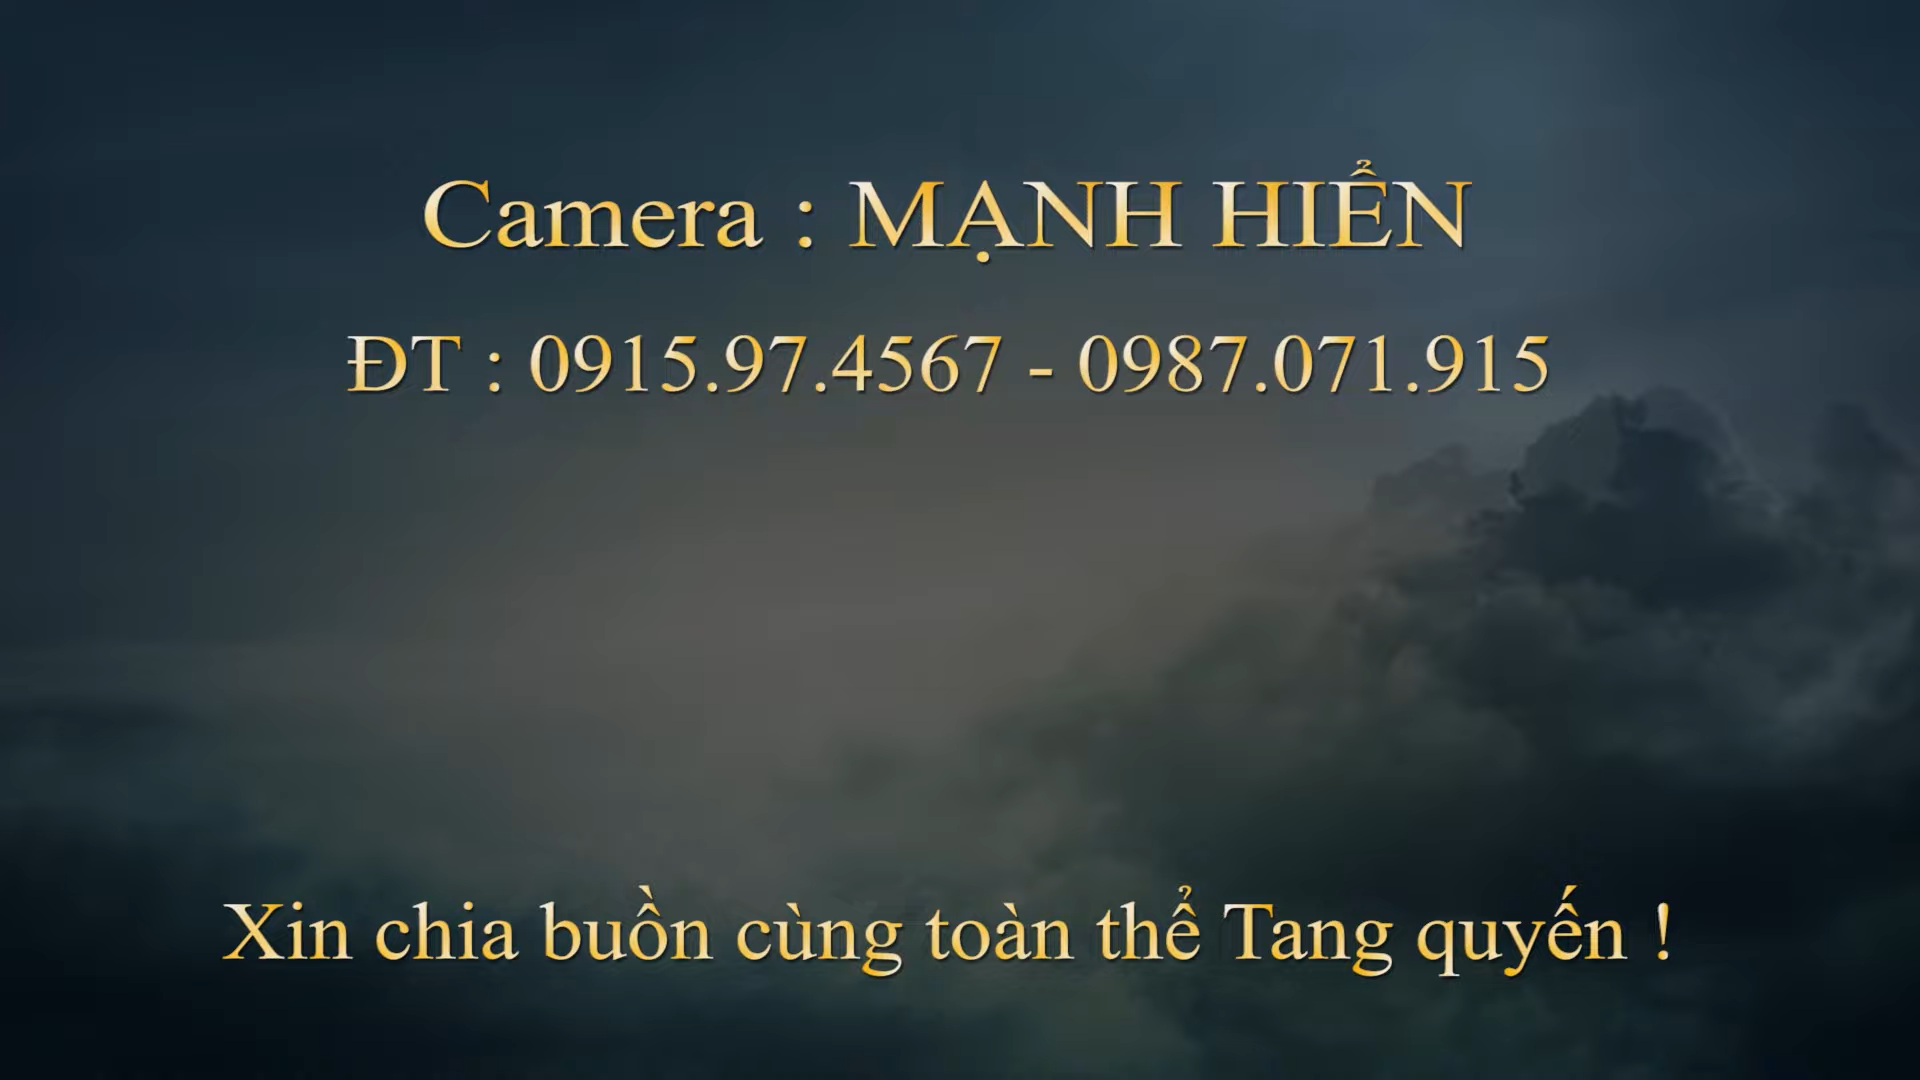 Camera : MẠNH HIỂN
ĐT : 0915.97.4567 - 0987.071.915
Xin chia buồn cùng toàn thể Tang quyến !